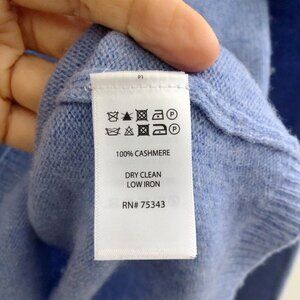 100% CASHMERE
DRY CLEAN
LOW IRON
RN# 75343